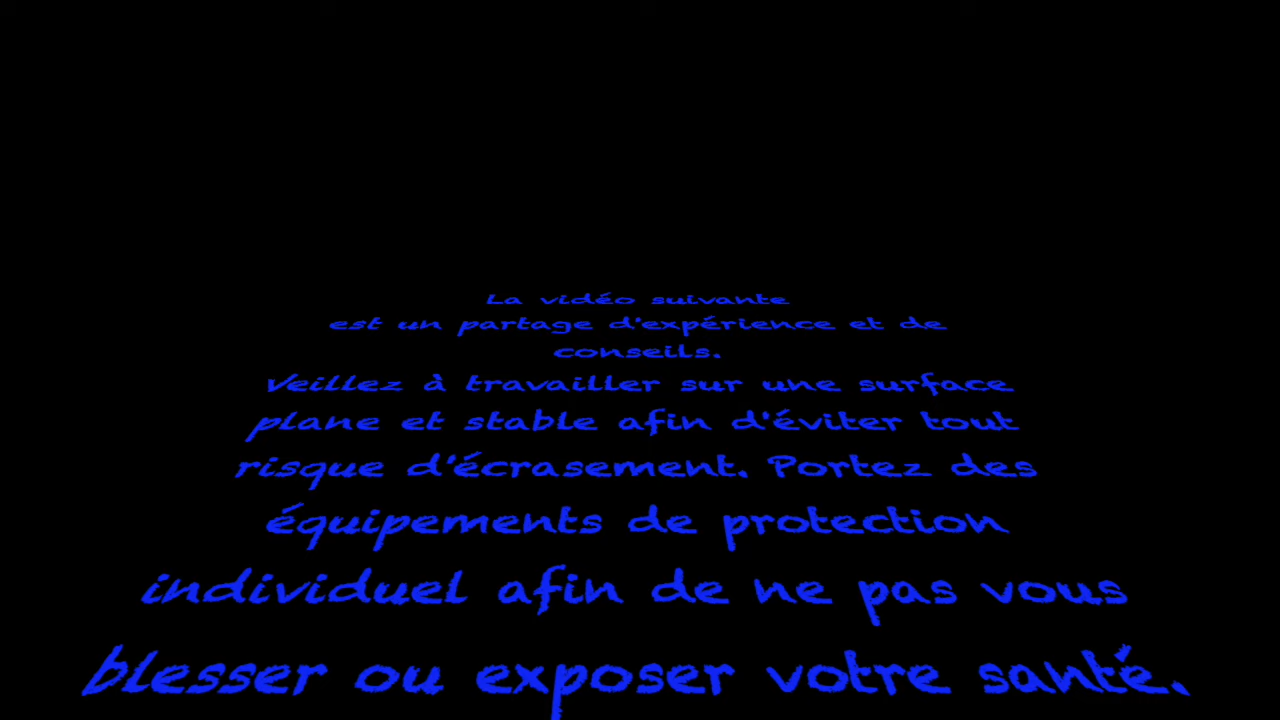 La vidéo suivante
est un partage d'expérience et de
conseils.
Veillez à travailler sur une surface
plane et stable afin d'éviter tout
risque d'écrasement. Portez des
équipements de protection
individuel afin de ne pas vous
blesser ou exposer votre santé.